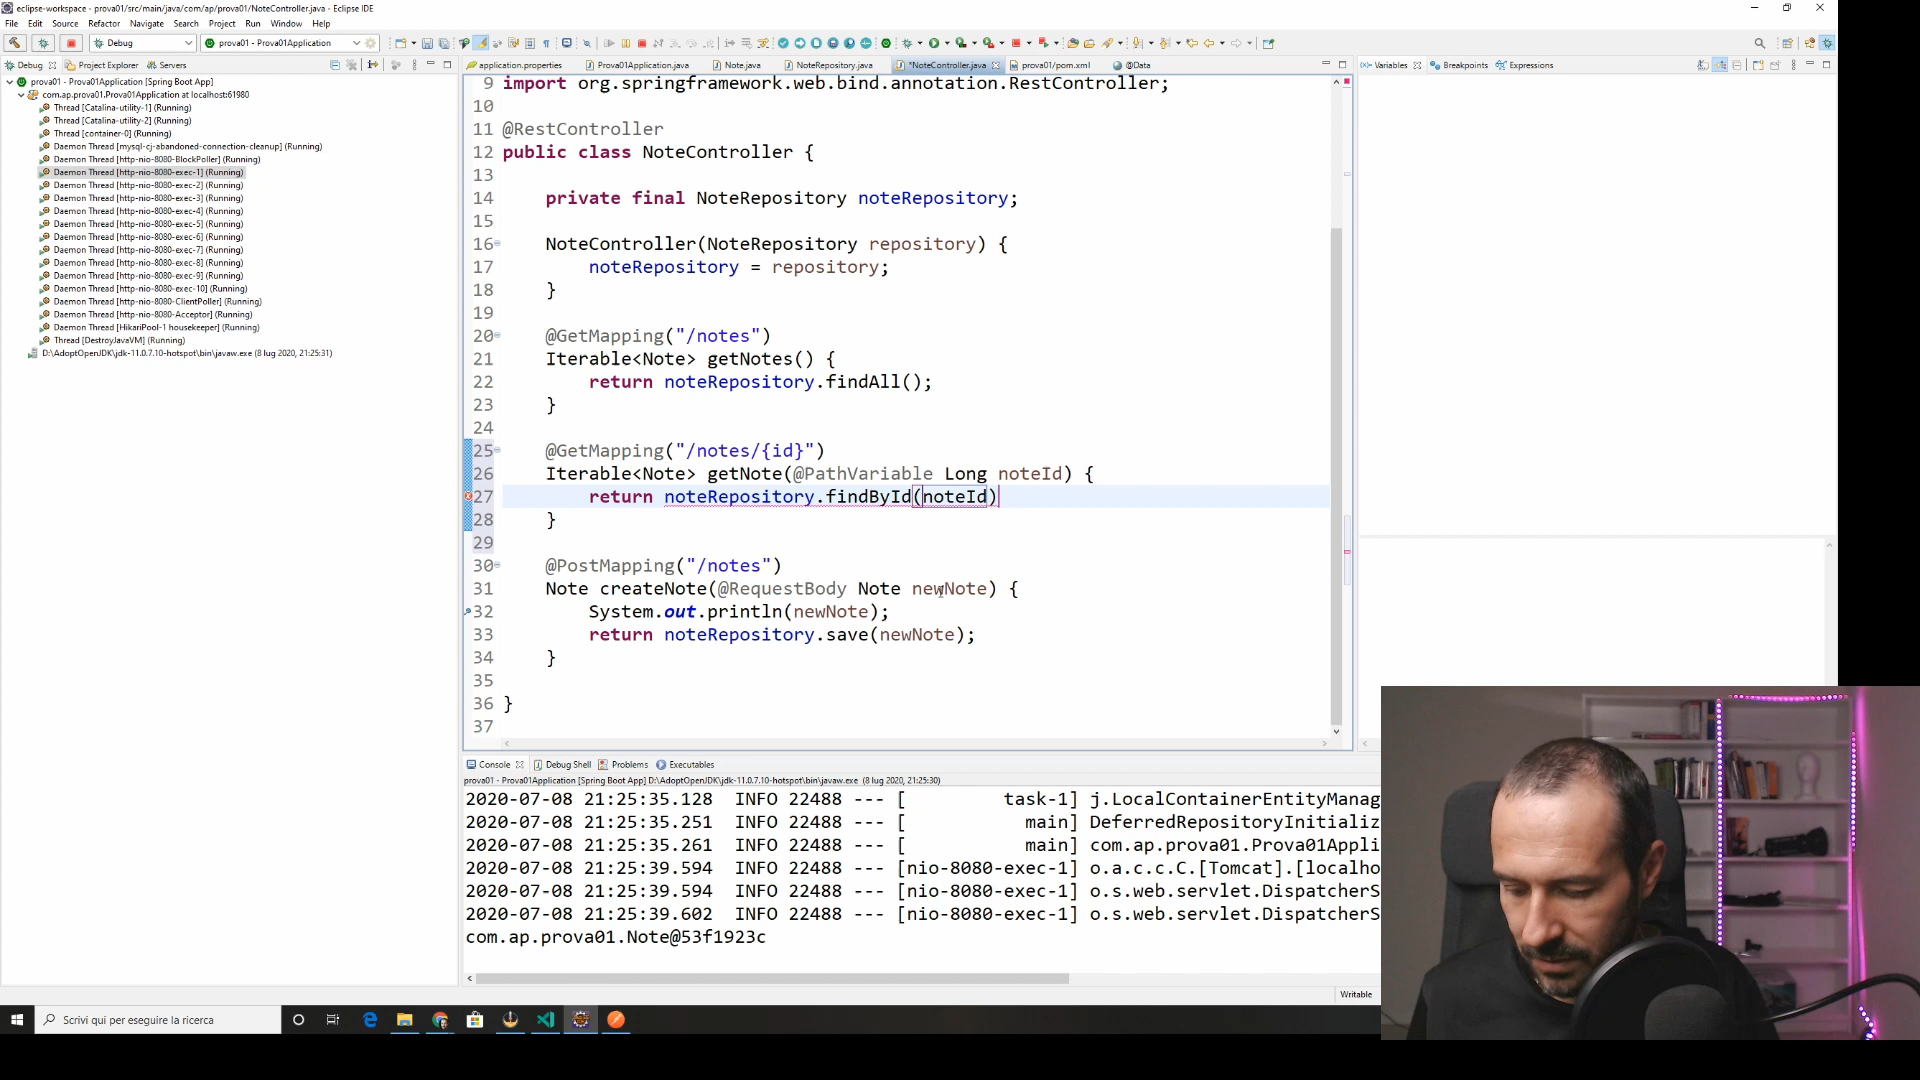 eclipse-workspace - prova01/src/main/java/com/ap/prova01/NoteController.java - Eclipse IDE
File Edit Source Refactor Navigate Search Project Run Window Help
Debug prova01 - Prova01Application
Debug Project Explorer Servers
application.properties Prova01Application.java Note.java NoteRepository.java *NoteController.java prova01/pom.xml @Data
Variables Breakpoints Expressions
prova01 - Prova01Application [Spring Boot App]
com.ap.prova01.Prova01Application at localhost:61980
Thread [Catalina-utility-1] (Running)
Thread [Catalina-utility-2] (Running)
Thread [container-0] (Running)
Daemon Thread [mysql-cj-abandoned-connection-cleanup] (Running)
Daemon Thread [http-nio-8080-BlockPoller] (Running)
Daemon Thread [http-nio-8080-exec-1] (Running)
Daemon Thread [http-nio-8080-exec-2] (Running)
Daemon Thread [http-nio-8080-exec-3] (Running)
Daemon Thread [http-nio-8080-exec-4] (Running)
Daemon Thread [http-nio-8080-exec-5] (Running)
Daemon Thread [http-nio-8080-exec-6] (Running)
Daemon Thread [http-nio-8080-exec-7] (Running)
Daemon Thread [http-nio-8080-exec-8] (Running)
Daemon Thread [http-nio-8080-exec-9] (Running)
Daemon Thread [http-nio-8080-exec-10] (Running)
Daemon Thread [http-nio-8080-ClientPoller] (Running)
Daemon Thread [http-nio-8080-Acceptor] (Running)
Daemon Thread [HikariPool-1 housekeeper] (Running)
Thread [DestroyJavaVM] (Running)
D:\AdoptOpenJDK\jdk-11.0.7.10-hotspot\bin\javaw.exe (8 lug 2020, 21:25:31)
9 import org.springframework.web.bind.annotation.RestController;
10
11 @RestController
12 public class NoteController {
13
14 private final NoteRepository noteRepository;
15
16 NoteController(NoteRepository repository) {
17 noteRepository = repository;
18 }
19
20 @GetMapping("/notes")
21 Iterable<Note> getNotes() {
22 return noteRepository.findAll();
23 }
24
25 @GetMapping("/notes/{id}")
26 Iterable<Note> getNote(@PathVariable Long noteId) {
27 return noteRepository.findById(noteId)
28 }
29
30 @PostMapping("/notes")
31 Note createNote(@RequestBody Note newNote) {
32 System.out.println(newNote);
33 return noteRepository.save(newNote);
34 }
35
36 }
37
Console Debug Shell Problems Executables
prova01 - Prova01Application [Spring Boot App] D:\AdoptOpenJDK\jdk-11.0.7.10-hotspot\bin\javaw.exe (8 lug 2020, 21:25:30)
2020-07-08 21:25:35.128 INFO 22488 --- [ task-1] j.LocalContainerEntityManag
2020-07-08 21:25:35.251 INFO 22488 --- [ main] DeferredRepositoryInitializ
2020-07-08 21:25:35.261 INFO 22488 --- [ main] com.ap.prova01.Prova01Appli
2020-07-08 21:25:39.594 INFO 22488 --- [nio-8080-exec-1] o.a.c.c.C.[Tomcat].[localho
2020-07-08 21:25:39.594 INFO 22488 --- [nio-8080-exec-1] o.s.web.servlet.DispatcherS
2020-07-08 21:25:39.602 INFO 22488 --- [nio-8080-exec-1] o.s.web.servlet.DispatcherS
com.ap.prova01.Note@53f1923c
Writable
Scrivi qui per eseguire la ricerca